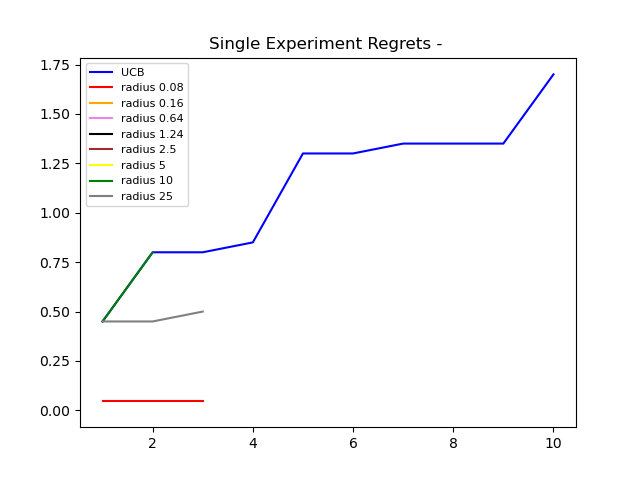 Single Experiment Regrets -
1.75
1.50
1.25
1.00
0.75
0.50
0.25
0.00
UCB
radius 0.08
radius 0.16
radius 0.64
radius 1.24
radius 2.5
radius 5
radius 10
radius 25
2 4 6 8 10